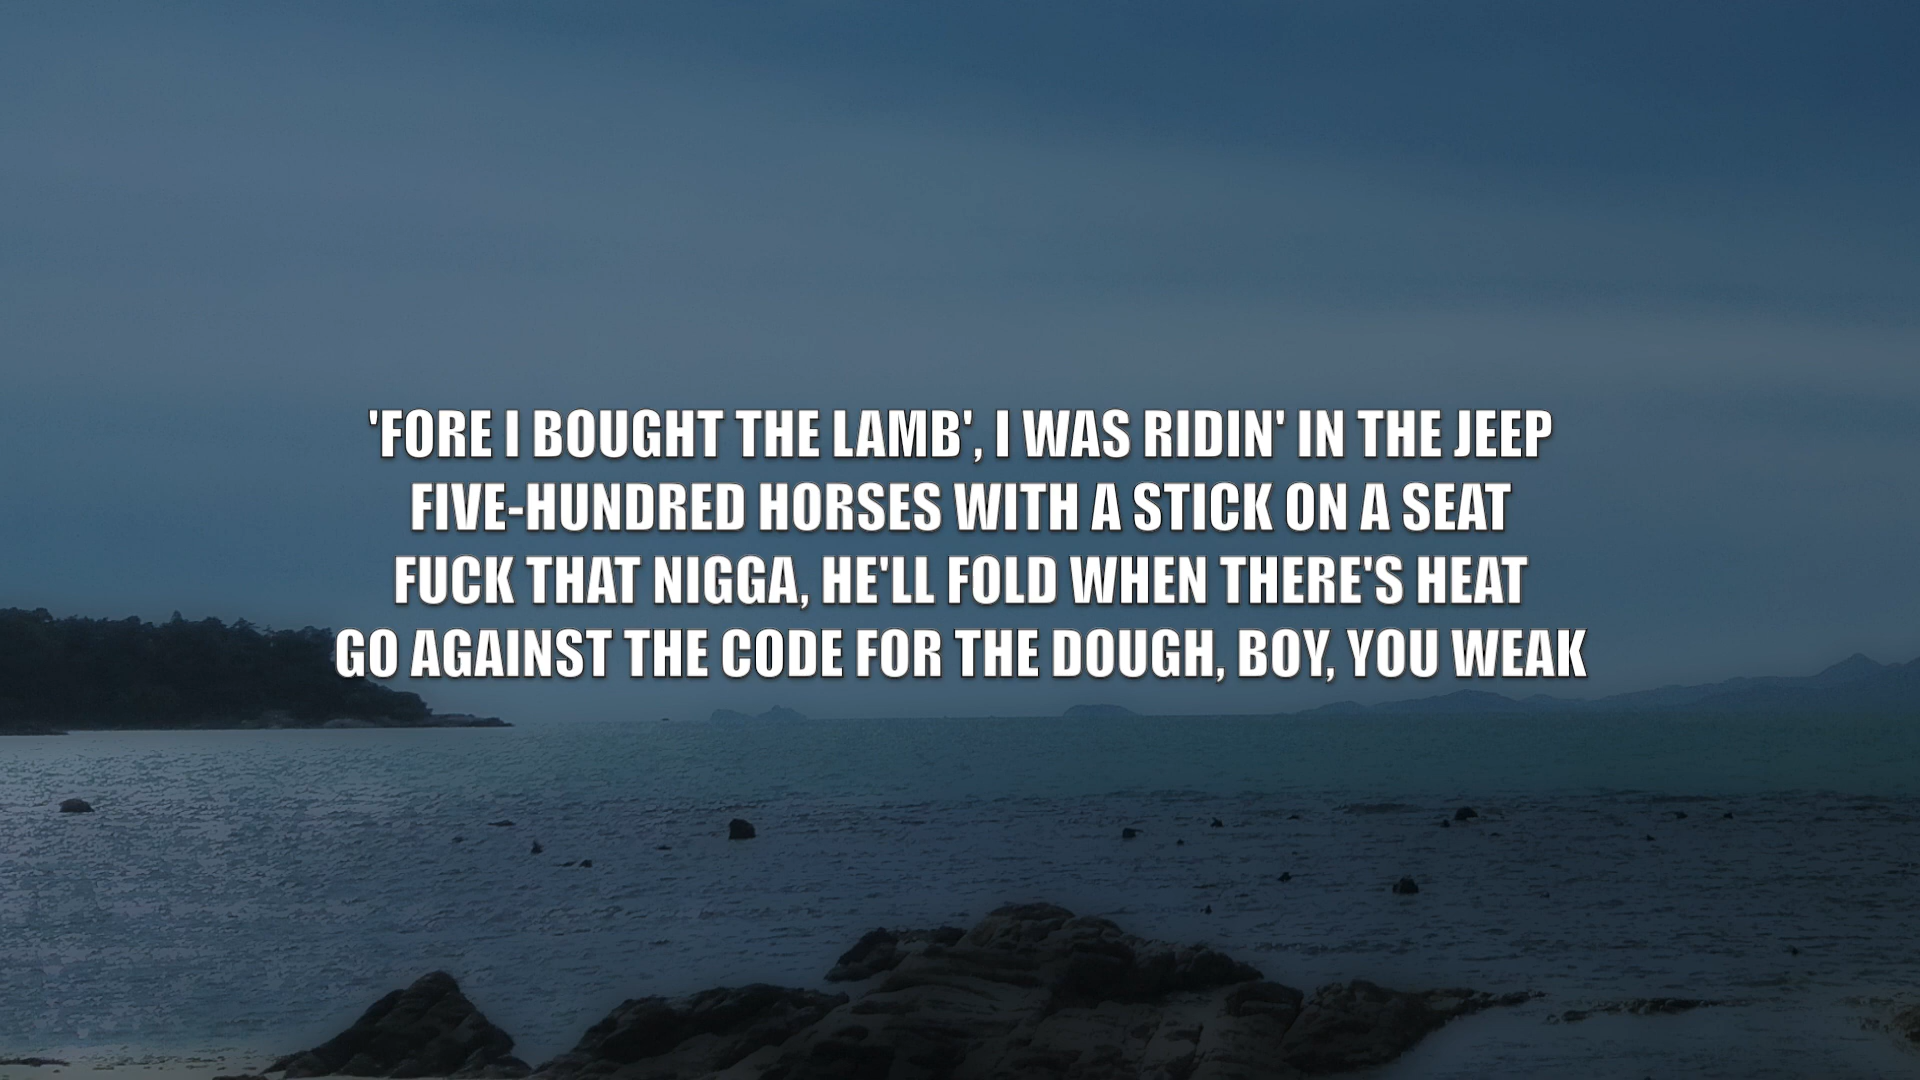 'FORE I BOUGHT THE LAMB', I WAS RIDIN' IN THE JEEP
FIVE-HUNDRED HORSES WITH A STICK ON A SEAT
FUCK THAT NIGGA, HE'LL FOLD WHEN THERE'S HEAT
GO AGAINST THE CODE FOR THE DOUGH, BOY, YOU WEAK